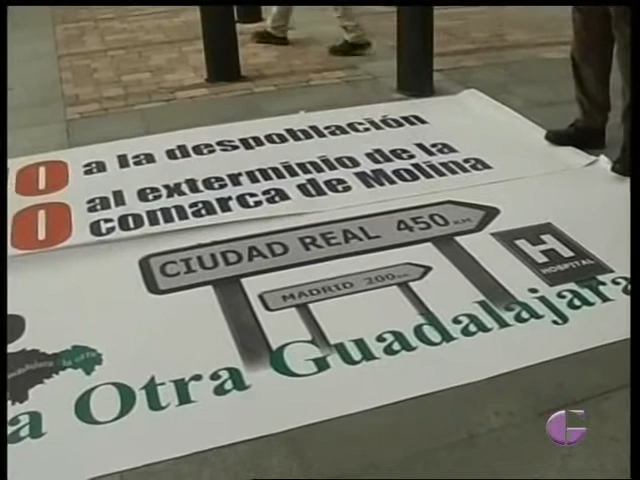 O a la despoblación
O al exterminio de la
comarca de Molina
CIUDAD REAL 450 KM
MADRID 200 KM
H
HOSPITAL
a Otra Guadalajara